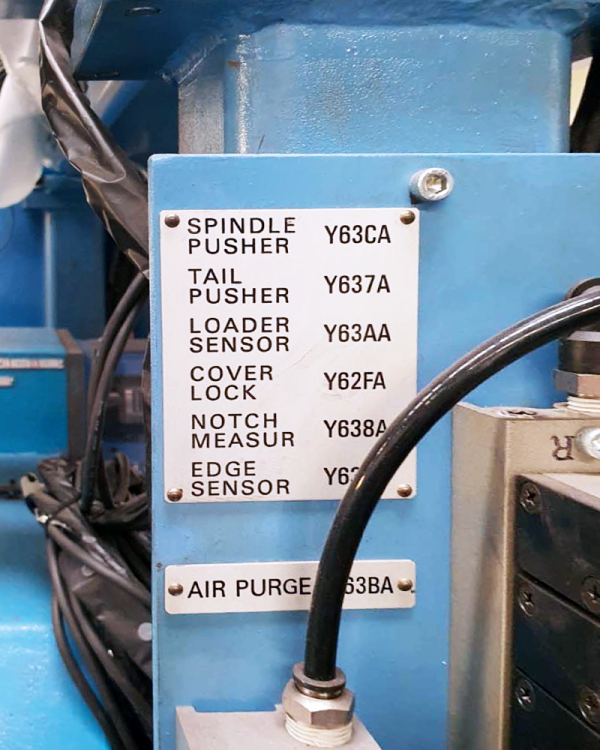 SPINDLE
PUSHER Y63CA
TAIL
PUSHER Y637A
LOADER
SENSOR Y63AA
COVER
LOCK Y62FA
NOTCH
MEASUR Y638A
EDGE
SENSOR
AIR PURGE 63BA
R